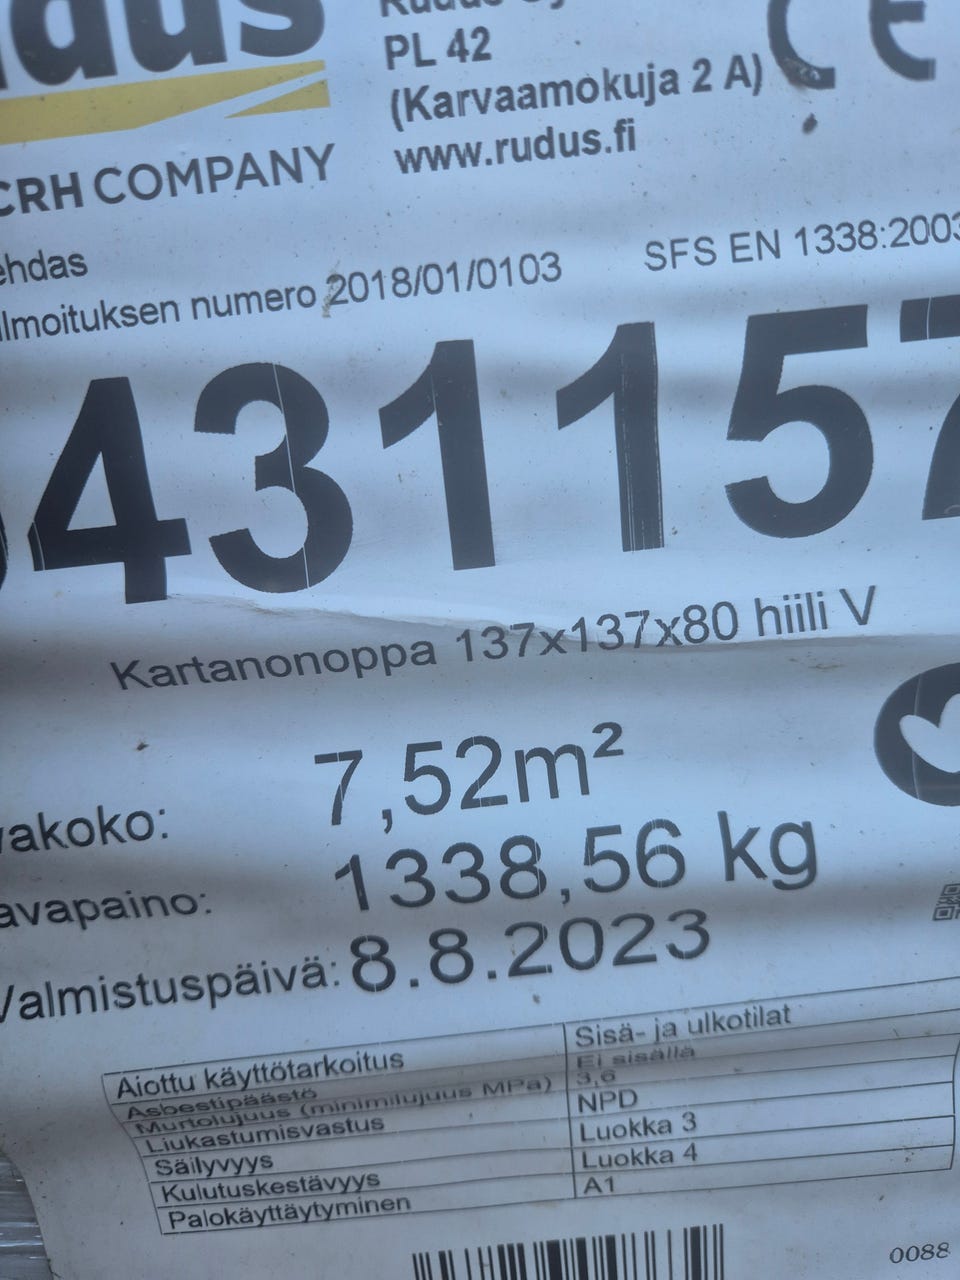 udus
PL 42
(Karvaamokuja 2 A)
www.rudus.fi
CE
CRH COMPANY
ehdas
SFS EN 1338:2003
lmoituksen numero 2018/01/0103
431157
Kartanonoppa 137x137x80 hiili V
vakoko: 7,52m²
avapaino: 1338,56 kg
Valmistuspäivä: 8.8.2023
Aiottu käyttötarkoitus Sisä- ja ulkotilat
Asbestipäästö Ei sisällä
Murtolujuus (minimilujuus MPa) 3,6
Liukastumisvastus NPD
Säilyvyys Luokka 3
Kulutuskestävyys Luokka 4
Palokäyttäytyminen A1
0088